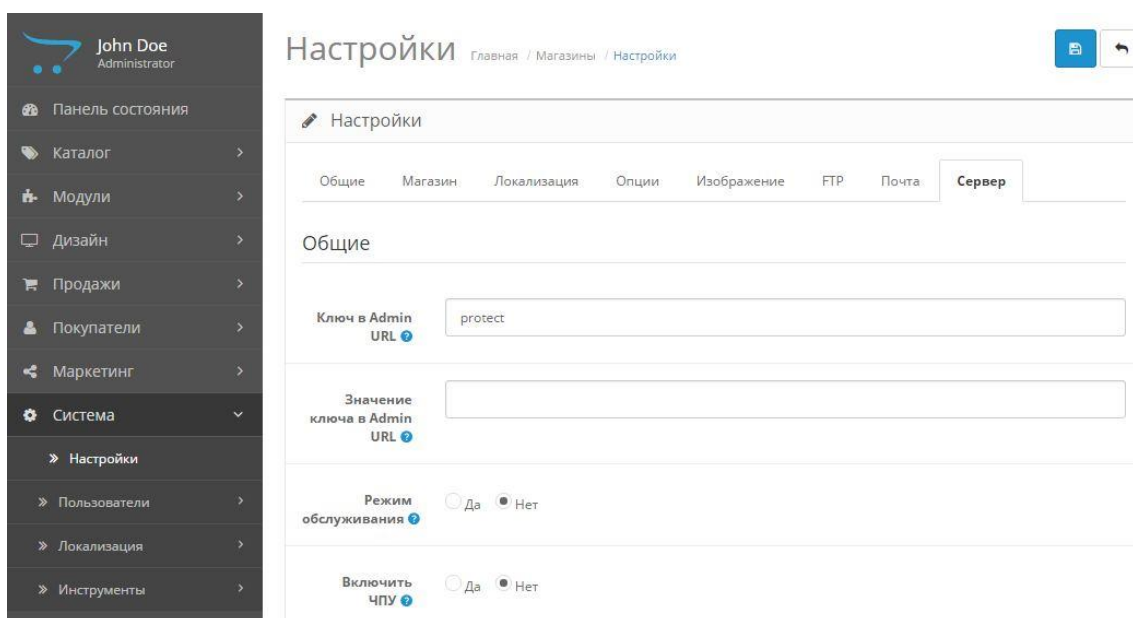 John Doe
Administrator
Панель состояния
Каталог
Модули
Дизайн
Продажи
Покупатели
Маркетинг
Система
Настройки
Пользователи
Локализация
Инструменты
Настройки Главная / Магазины / Настройки
Настройки
Общие Магазин Локализация Опции Изображение FTP Почта Сервер
Общие
Ключ в Admin
URL
protect
Значение
ключа в Admin
URL
Режим
обслуживания
Да Нет
Включить
ЧПУ
Да Нет